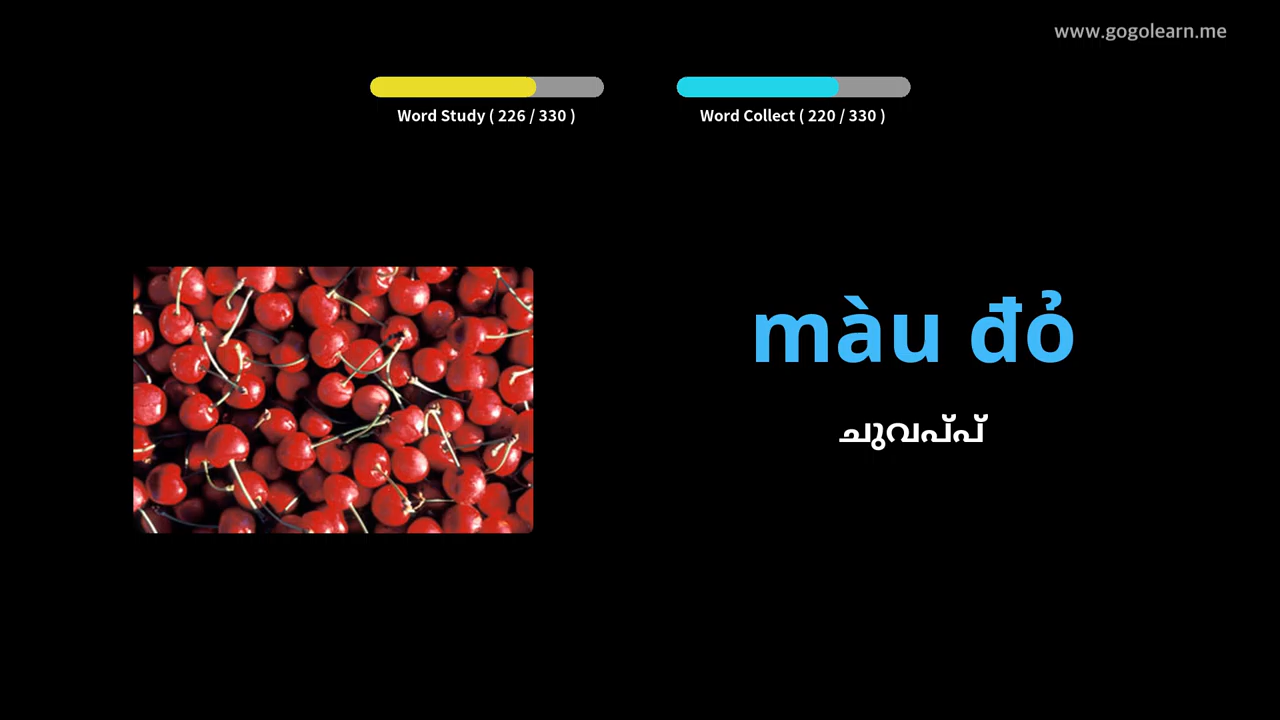 www.gogolearn.me
Word Study ( 226 / 330 )
Word Collect ( 220 / 330 )
màu đỏ
ചുവപ്പ്